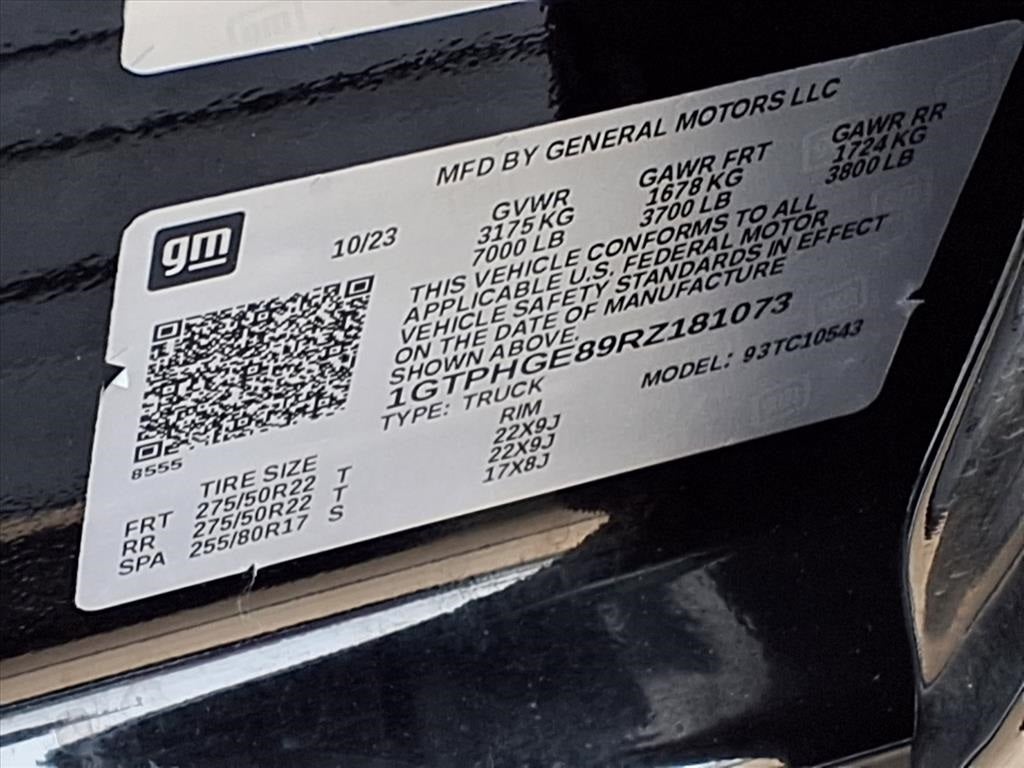 MFD BY GENERAL MOTORS LLC
gm
10/23
GVWR GAWR FRT GAWR RR
3175 KG 1678 KG 1724 KG
7000 LB 3700 LB 3800 LB
THIS VEHICLE CONFORMS TO ALL
APPLICABLE U.S. FEDERAL MOTOR
VEHICLE SAFETY STANDARDS IN EFFECT
ON THE DATE OF MANUFACTURE
SHOWN ABOVE.
1GTPHGE89RZ181073
TYPE: TRUCK MODEL: 93TC10543
8555
TIRE SIZE RIM
FRT 275/50R22 T 22X9J
RR 275/50R22 T 22X9J
SPA 255/80R17 S 17X8J